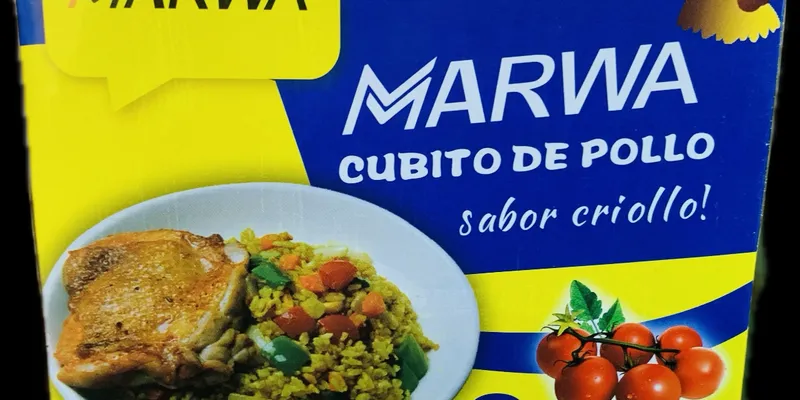 MARWA
MARWA
CUBITO DE POLLO
sabor criollo!